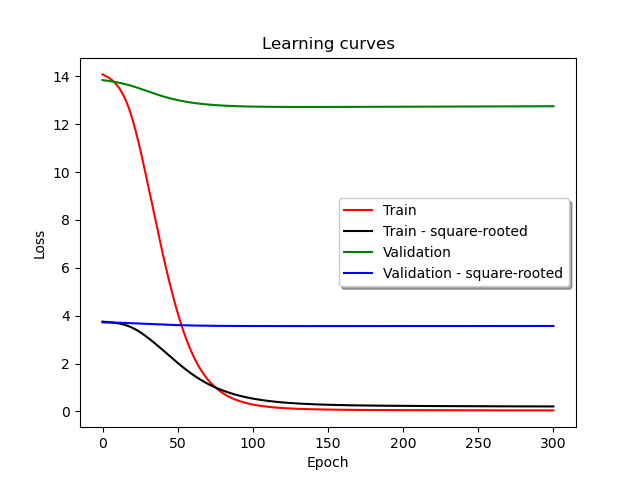 Learning curves
14
12
10
8
6
4
2
0
Loss
Train
Train - square-rooted
Validation
Validation - square-rooted
0 50 100 150 200 250 300
Epoch